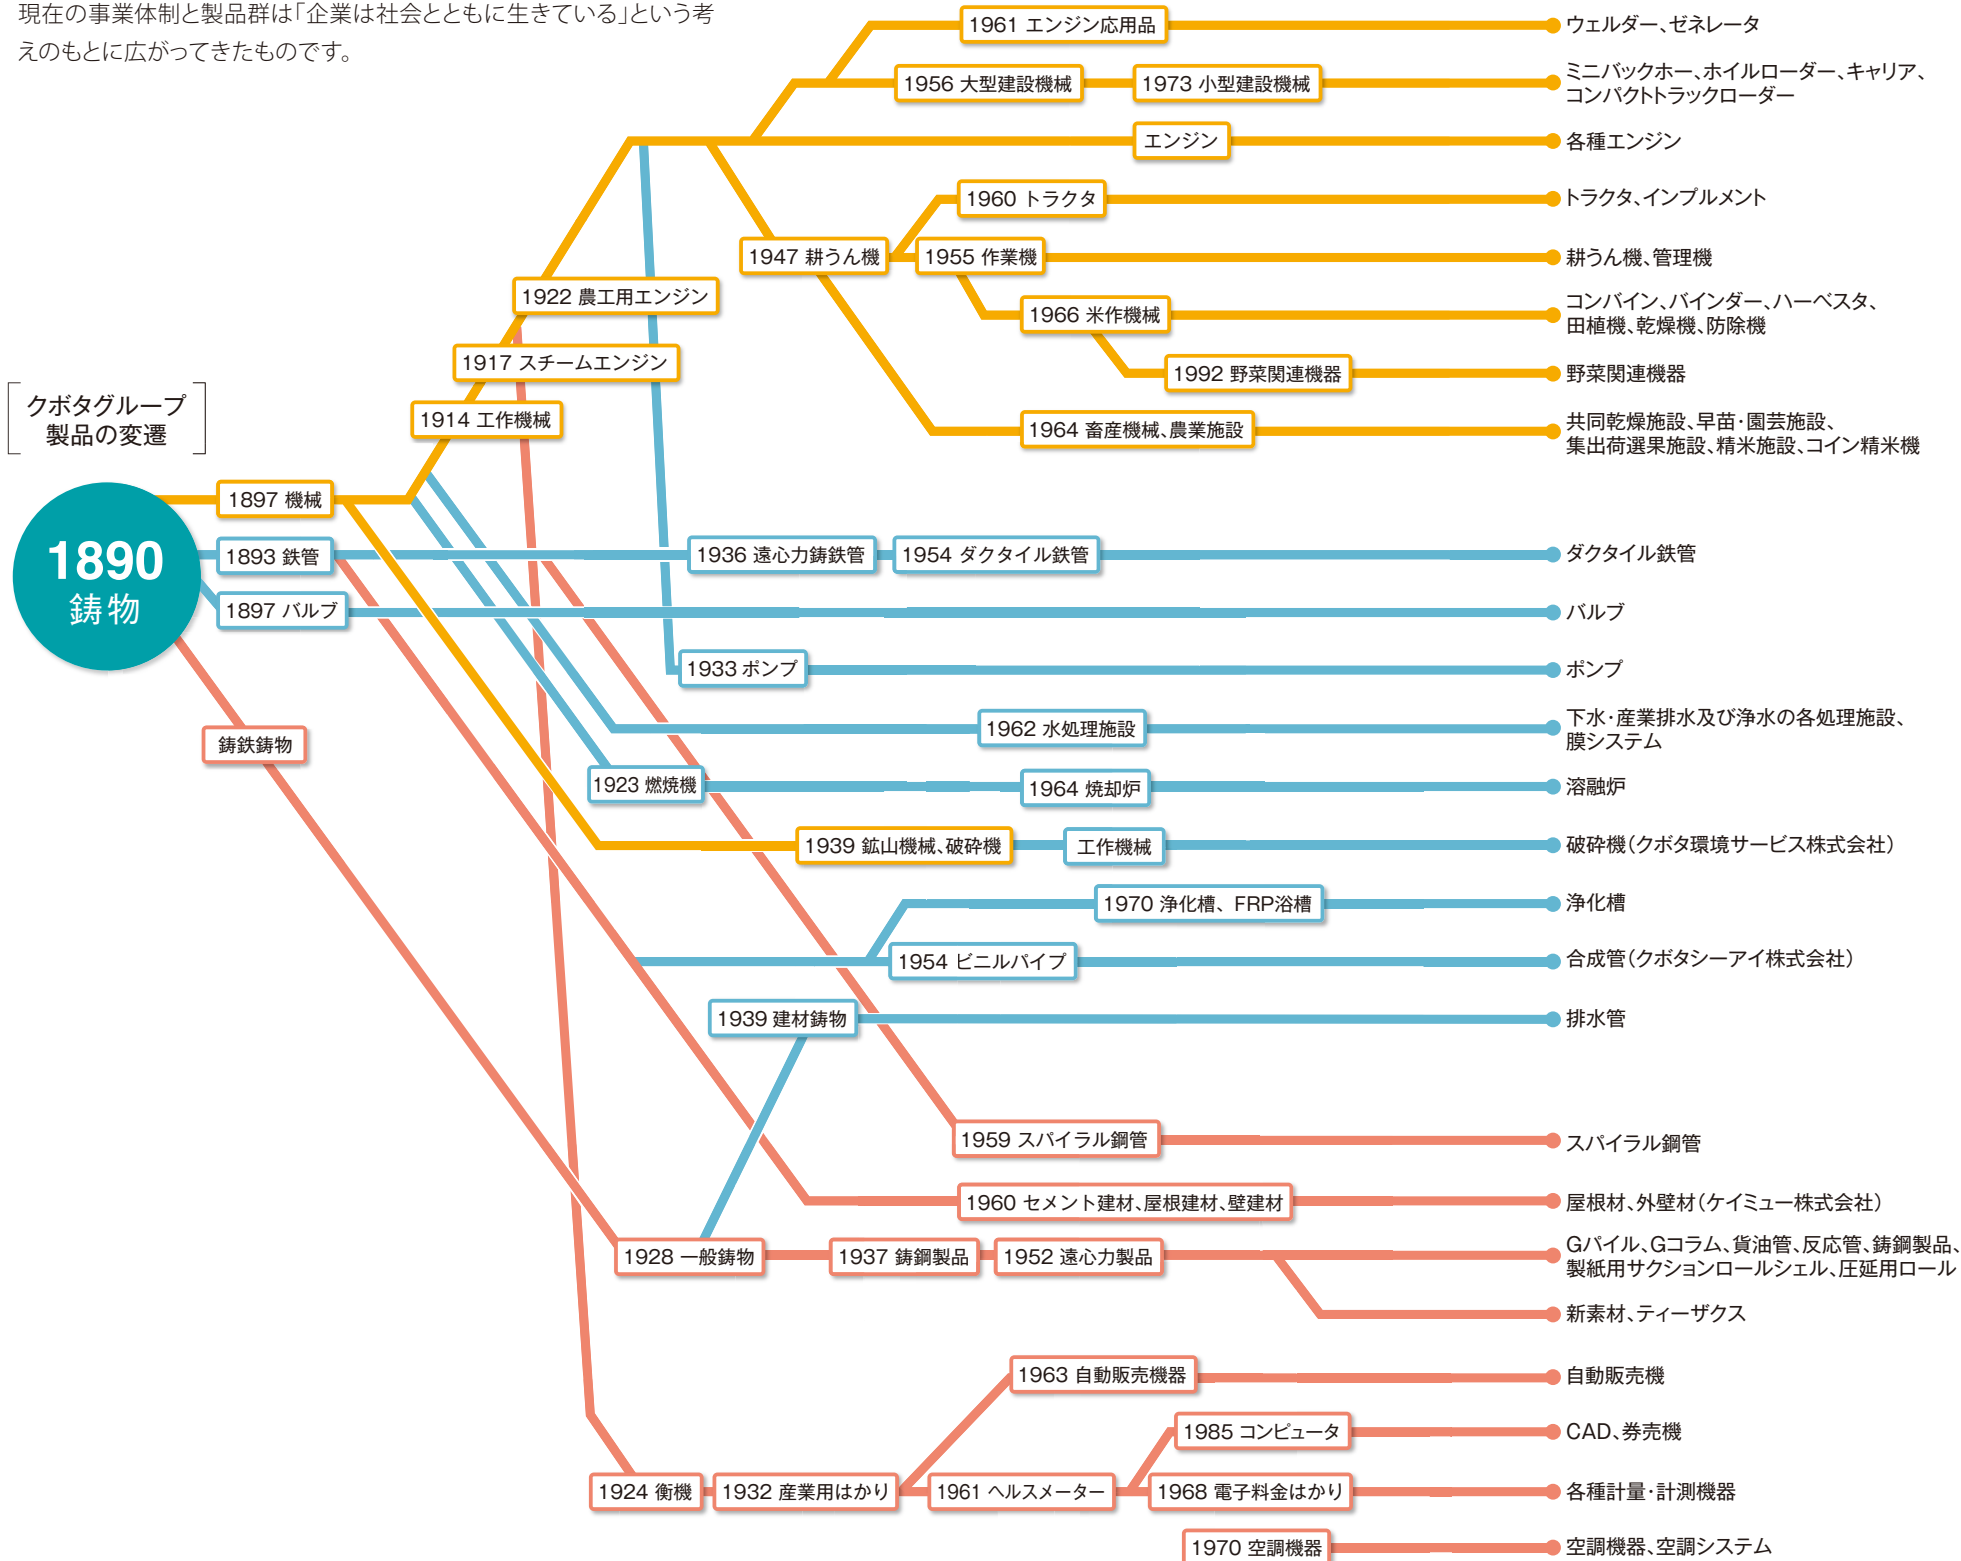 現在の事業体制と製品群は「企業は社会とともに生きている」という考
えのもとに広がってきたものです。
1961 エンジン応用品
ウェルダー、ゼネレータ
1956 大型建設機械
1973 小型建設機械
ミニバックホー、ホイルローダー、キャリア、
コンパクトトラックローダー
エンジン
各種エンジン
1960 トラクタ
トラクタ、インプルメント
1947 耕うん機
1955 作業機
耕うん機、管理機
1922 農工用エンジン
1966 米作機械
コンバイン、バインダー、ハーベスタ、
田植機、乾燥機、防除機
1917 スチームエンジン
1992 野菜関連機器
野菜関連機器
クボタグループ
製品の変遷
1914 工作機械
1964 畜産機械、農業施設
共同乾燥施設、早苗・園芸施設、
集出荷選果施設、精米施設、コイン精米機
1897 機械
1890
鋳物
1893 鉄管
1936 遠心力鋳鉄管
1954 ダクタイル鉄管
ダクタイル鉄管
1897 バルブ
バルブ
1933 ポンプ
ポンプ
鋳鉄鋳物
1962 水処理施設
下水・産業排水及び浄水の各処理施設、
膜システム
1923 燃焼機
1964 焼却炉
溶融炉
1939 鉱山機械、破砕機
工作機械
破砕機（クボタ環境サービス株式会社）
1970 浄化槽、FRP浴槽
浄化槽
1954 ビニルパイプ
合成管（クボタシーアイ株式会社）
1939 建材鋳物
排水管
1959 スパイラル鋼管
スパイラル鋼管
1960 セメント建材、屋根建材、壁建材
屋根材、外壁材（ケイミュー株式会社）
1928 一般鋳物
1937 鋳鋼製品
1952 遠心力製品
Gパイル、Gコラム、貨油管、反応管、鋳鋼製品、
製紙用サクションロールシェル、圧延用ロール
新素材、ティーザクス
1963 自動販売機器
自動販売機
1985 コンピュータ
CAD、券売機
1924 衡機
1932 産業用はかり
1961 ヘルスメーター
1968 電子料金はかり
各種計量・計測機器
1970 空調機器
空調機器、空調システム